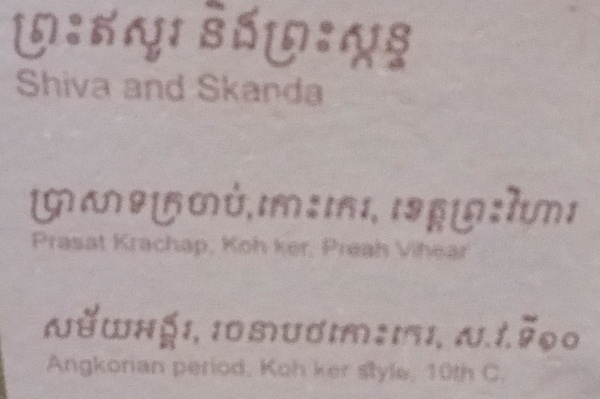 ព្រះឥសូរ និងព្រះស្កន្ទ
Shiva and Skanda
ប្រាសាទក្រចាប់,កោះកេរ, ខេត្តព្រះវិហារ
Prasat Krachap, Koh ker, Preah Vihear
សម័យអង្គរ, រចនាបថកោះកេរ, ស.វ.ទី១០
Angkorian period, Koh ker style, 10th C.